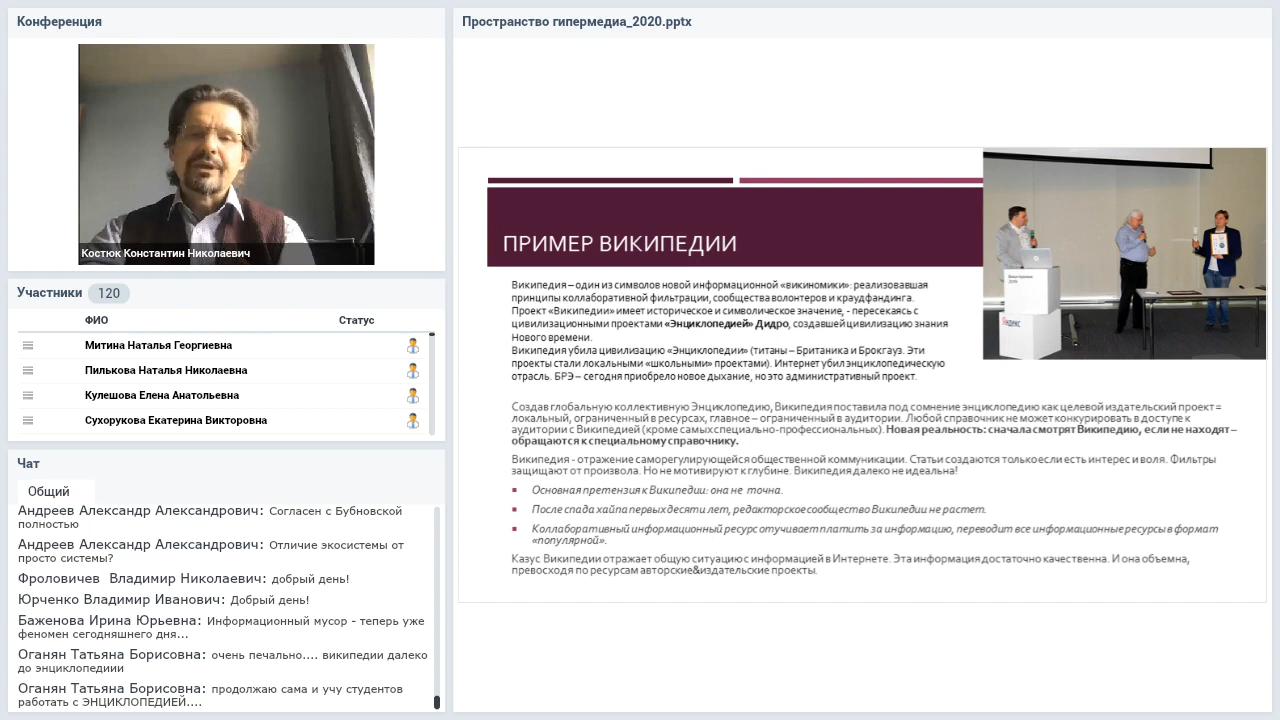 Конференция
Костюк Константин Николаевич
Участники 120
ФИО Статус
Митина Наталья Георгиевна
Пилькова Наталья Николаевна
Кулешова Елена Анатольевна
Сухорукова Екатерина Викторовна
Чат
Общий
Андреев Александр Александрович: Согласен с Бубновской
полностью
Андреев Александр Александрович: Отличие экосистемы от
просто системы?
Фроловичев Владимир Николаевич: добрый день!
Юрченко Владимир Иванович: Добрый день!
Баженова Ирина Юрьевна: Информационный мусор - теперь уже
феномен сегодняшнего дня...
Оганян Татьяна Борисовна: очень печально.... википедии далеко
до энциклопедиии
Оганян Татьяна Борисовна: продолжаю сама и учу студентов
работать с ЭНЦИКЛОПЕДИЕЙ....
Пространство гипермедиа_2020.pptx
ПРИМЕР ВИКИПЕДИИ
Википедия – один из символов новой информационной «викиномики»: реализовавшая
принципы коллаборативной фильтрации, сообщества волонтеров и краудфандинга.
Проект «Википедии» имеет историческое и символическое значение, - пересекаясь с
цивилизационными проектами «Энциклопедией» Дидро, создавшей цивилизацию знания
Нового времени.
Википедия убила цивилизацию «Энциклопедии» (титаны – Британика и Брокгауз. Эти
проекты стали локальными «школьными» проектами). Интернет убил энциклопедическую
отрасль. БРЭ – сегодня приобрело новое дыхание, но это административный проект.
Создав глобальную коллективную Энциклопедию, Википедия поставила под сомнение энциклопедию как целевой издательский проект =
локальный, ограниченный в ресурсах, главное – ограниченный в аудитории. Любой справочник не может конкурировать в доступе к
аудитории с Википедией (кроме самых специально-профессиональных). Новая реальность: сначала смотрят Википедию, если не находят –
обращаются к специальному справочнику.
Википедия - отражение саморегулирующейся общественной коммуникации. Статьи создаются только если есть интерес и воля. Фильтры
защищают от произвола. Но не мотивируют к глубине. Википедия далеко не идеальна!
Основная претензия к Википедии: она не точна.
После спада хайпа первых десяти лет, редакторское сообщество Википедии не растет.
Коллаборативный информационный ресурс отучивает платить за информацию, переводит все информационные ресурсы в формат
«популярной».
Казус Википедии отражает общую ситуацию с информацией в Интернете. Эта информация достаточно качественна. И она объемна,
превосходя по ресурсам авторские&издательские проекты.